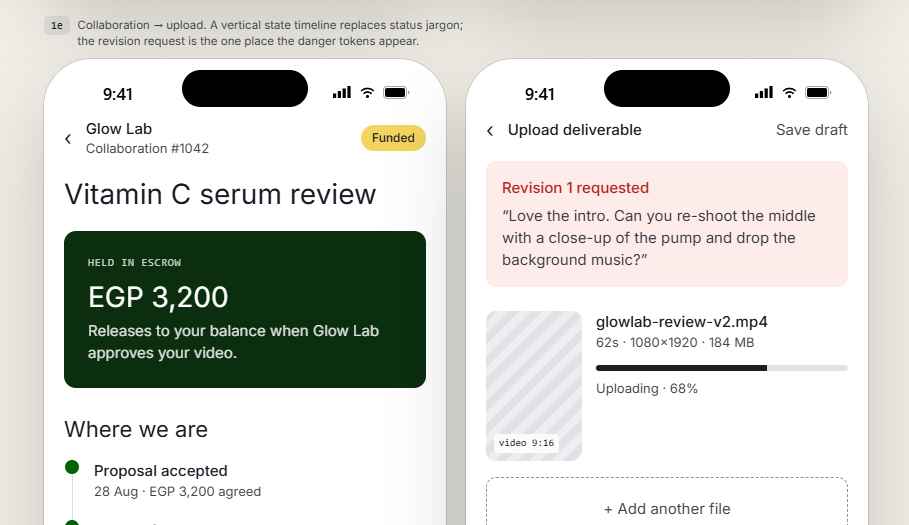 1e
Collaboration → upload. A vertical state timeline replaces status jargon;
the revision request is the one place the danger tokens appear.
9:41
‹
Glow Lab
Collaboration #1042
Funded
Vitamin C serum review
HELD IN ESCROW
EGP 3,200
Releases to your balance when Glow Lab
approves your video.
Where we are
Proposal accepted
28 Aug · EGP 3,200 agreed
9:41
‹
Upload deliverable
Save draft
Revision 1 requested
“Love the intro. Can you re-shoot the middle
with a close-up of the pump and drop the
background music?”
video 9:16
glowlab-review-v2.mp4
62s · 1080×1920 · 184 MB
Uploading · 68%
+ Add another file